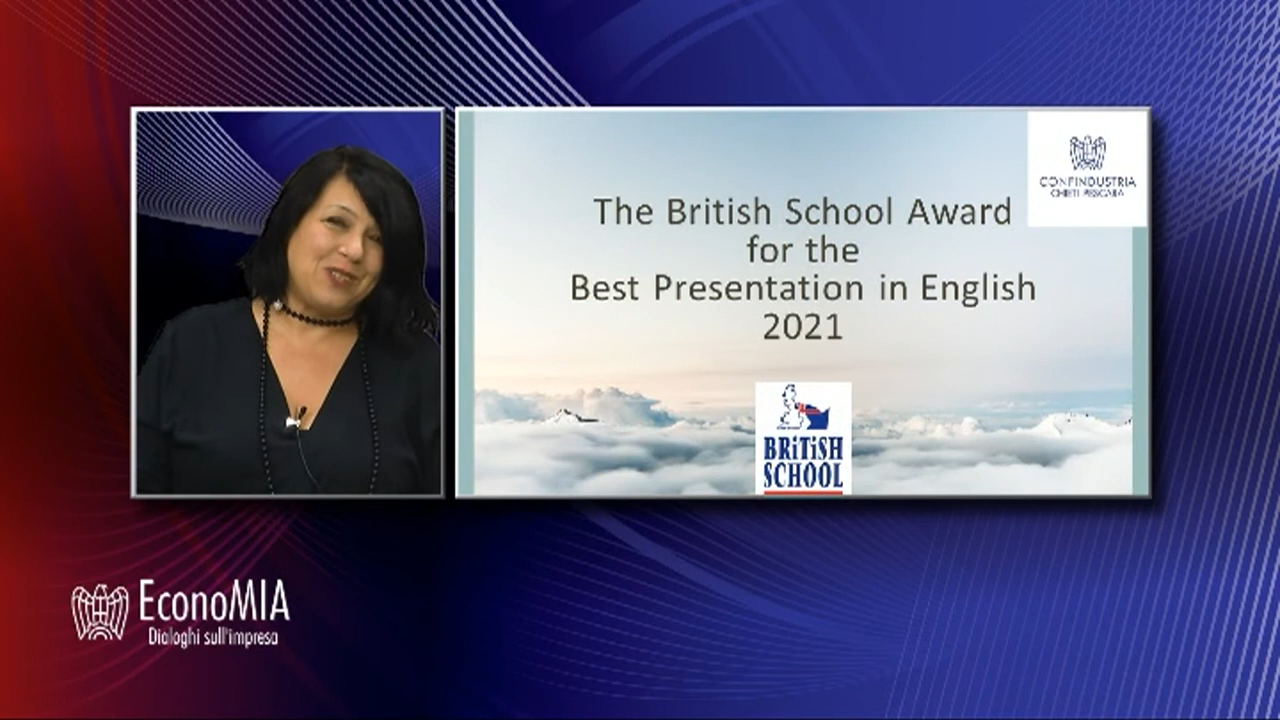 CONFINDUSTRIA
CHIETI PESCARA
The British School Award
for the
Best Presentation in English
2021
BRiTiSH
SCHOOL
EconoMIA
Dialoghi sull'impresa